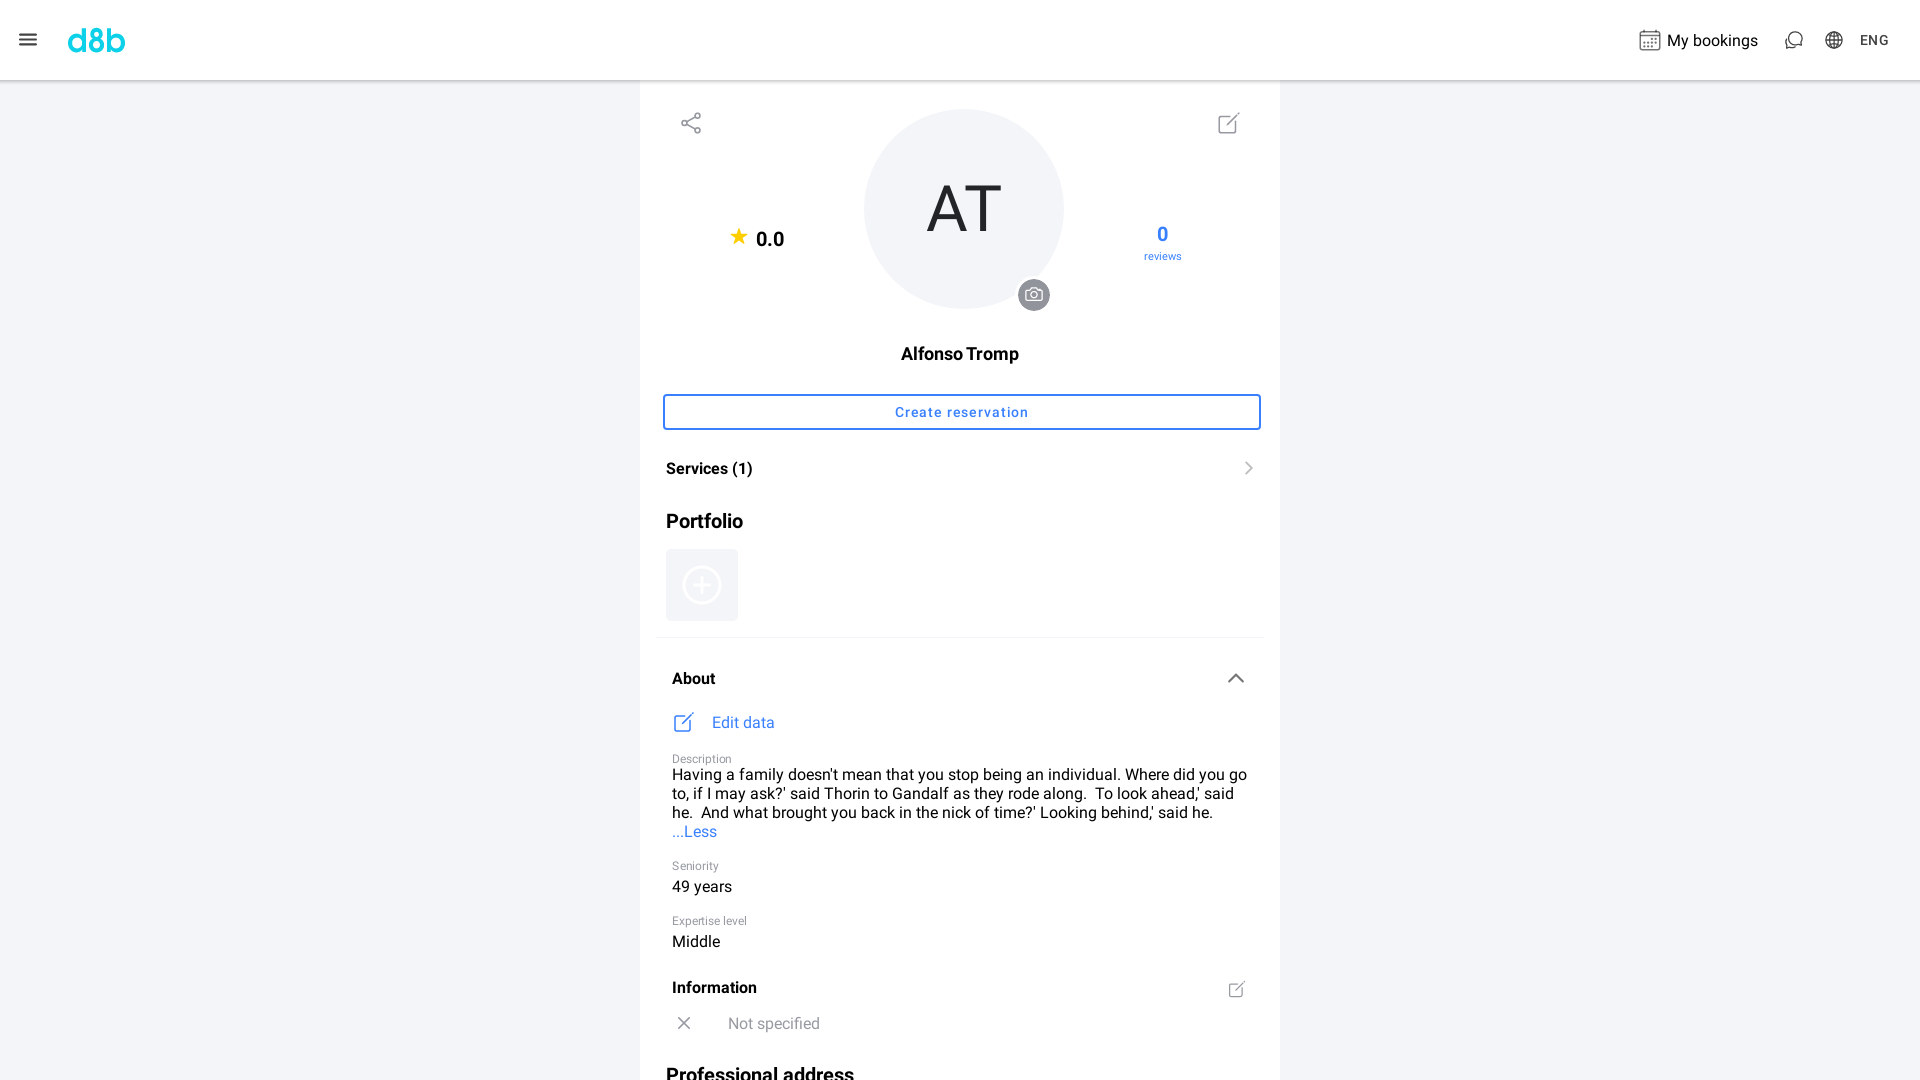 d8b
My bookings
ENG
AT
0.0
0
reviews
Alfonso Tromp
Create reservation
Services (1)
Portfolio
About
Edit data
Description
Having a family doesn't mean that you stop being an individual. Where did you go
to, if I may ask?' said Thorin to Gandalf as they rode along.  To look ahead,' said
he.  And what brought you back in the nick of time?' Looking behind,' said he.
...Less
Seniority
49 years
Expertise level
Middle
Information
Not specified
Professional address